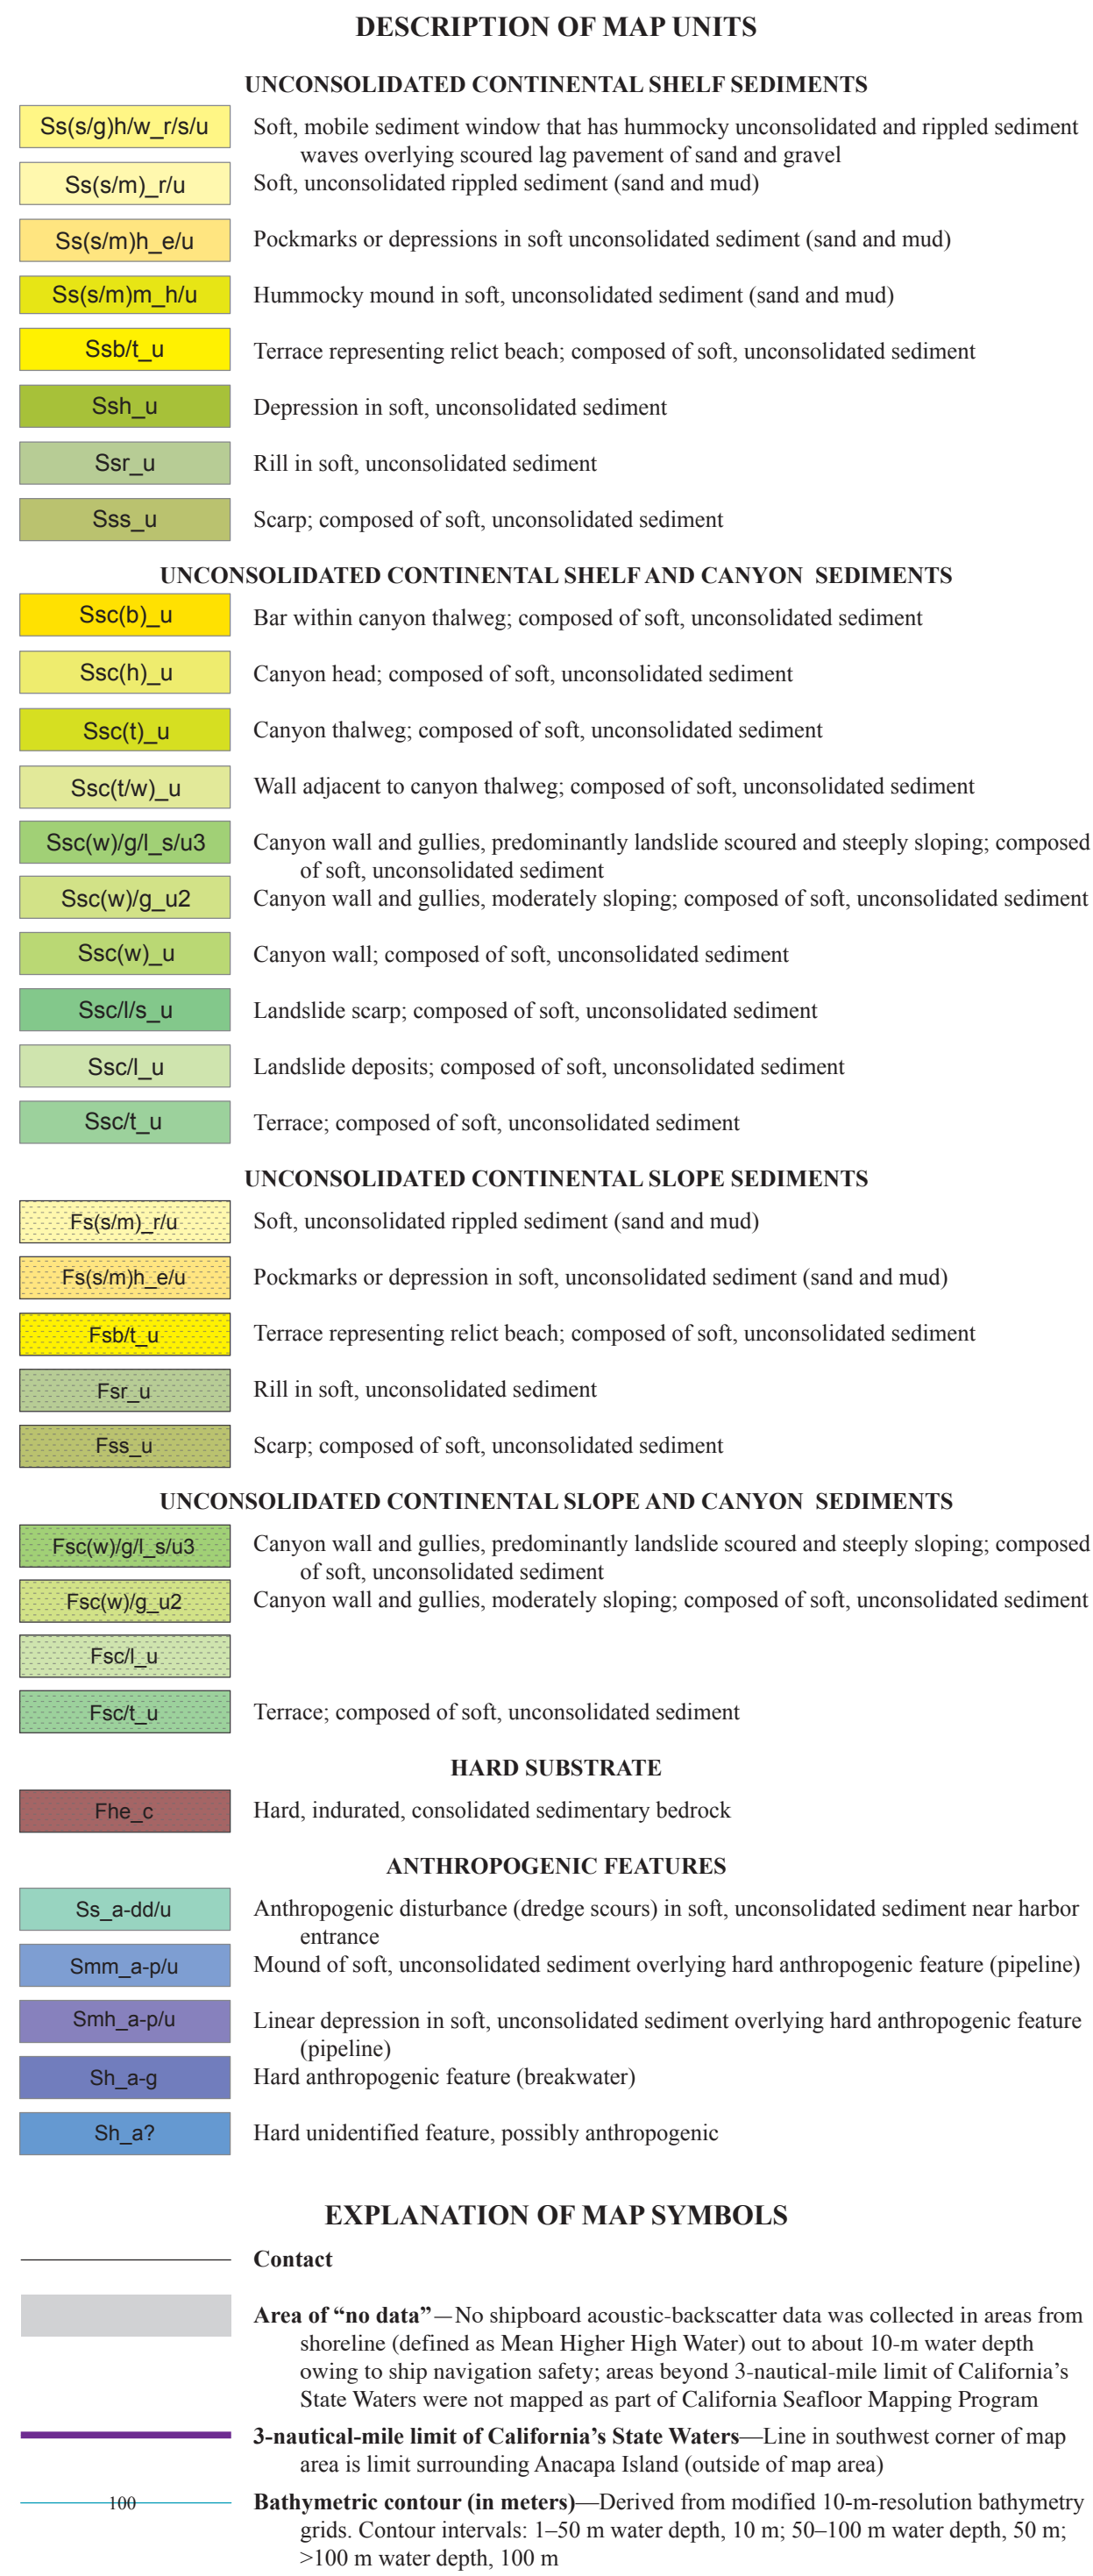 DESCRIPTION OF MAP UNITS
UNCONSOLIDATED CONTINENTAL SHELF SEDIMENTS
Ss(s/g)h/w_r/s/u Soft, mobile sediment window that has hummocky unconsolidated and rippled sediment
waves overlying scoured lag pavement of sand and gravel
Ss(s/m)_r/u Soft, unconsolidated rippled sediment (sand and mud)
Ss(s/m)h_e/u Pockmarks or depressions in soft unconsolidated sediment (sand and mud)
Ss(s/m)m_h/u Hummocky mound in soft, unconsolidated sediment (sand and mud)
Ssb/t_u Terrace representing relict beach; composed of soft, unconsolidated sediment
Ssh_u Depression in soft, unconsolidated sediment
Ssr_u Rill in soft, unconsolidated sediment
Sss_u Scarp; composed of soft, unconsolidated sediment
UNCONSOLIDATED CONTINENTAL SHELF AND CANYON SEDIMENTS
Ssc(b)_u Bar within canyon thalweg; composed of soft, unconsolidated sediment
Ssc(h)_u Canyon head; composed of soft, unconsolidated sediment
Ssc(t)_u Canyon thalweg; composed of soft, unconsolidated sediment
Ssc(t/w)_u Wall adjacent to canyon thalweg; composed of soft, unconsolidated sediment
Ssc(w)/g/l_s/u3 Canyon wall and gullies, predominantly landslide scoured and steeply sloping; composed
of soft, unconsolidated sediment
Ssc(w)/g_u2 Canyon wall and gullies, moderately sloping; composed of soft, unconsolidated sediment
Ssc(w)_u Canyon wall; composed of soft, unconsolidated sediment
Ssc/l/s_u Landslide scarp; composed of soft, unconsolidated sediment
Ssc/l_u Landslide deposits; composed of soft, unconsolidated sediment
Ssc/t_u Terrace; composed of soft, unconsolidated sediment
UNCONSOLIDATED CONTINENTAL SLOPE SEDIMENTS
Fs(s/m)_r/u Soft, unconsolidated rippled sediment (sand and mud)
Fs(s/m)h_e/u Pockmarks or depression in soft, unconsolidated sediment (sand and mud)
Fsb/t_u Terrace representing relict beach; composed of soft, unconsolidated sediment
Fsr_u Rill in soft, unconsolidated sediment
Fss_u Scarp; composed of soft, unconsolidated sediment
UNCONSOLIDATED CONTINENTAL SLOPE AND CANYON SEDIMENTS
Fsc(w)/g/l_s/u3 Canyon wall and gullies, predominantly landslide scoured and steeply sloping; composed
of soft, unconsolidated sediment
Fsc(w)/g_u2 Canyon wall and gullies, moderately sloping; composed of soft, unconsolidated sediment
Fsc/l_u
Fsc/t_u Terrace; composed of soft, unconsolidated sediment
HARD SUBSTRATE
Fhe_c Hard, indurated, consolidated sedimentary bedrock
ANTHROPOGENIC FEATURES
Ss_a-dd/u Anthropogenic disturbance (dredge scours) in soft, unconsolidated sediment near harbor
entrance
Smm_a-p/u Mound of soft, unconsolidated sediment overlying hard anthropogenic feature (pipeline)
Smh_a-p/u Linear depression in soft, unconsolidated sediment overlying hard anthropogenic feature
(pipeline)
Sh_a-g Hard anthropogenic feature (breakwater)
Sh_a? Hard unidentified feature, possibly anthropogenic
EXPLANATION OF MAP SYMBOLS
Contact
Area of “no data”—No shipboard acoustic-backscatter data was collected in areas from
shoreline (defined as Mean Higher High Water) out to about 10-m water depth
owing to ship navigation safety; areas beyond 3-nautical-mile limit of California’s
State Waters were not mapped as part of California Seafloor Mapping Program
3-nautical-mile limit of California’s State Waters—Line in southwest corner of map
area is limit surrounding Anacapa Island (outside of map area)
100 Bathymetric contour (in meters)—Derived from modified 10-m-resolution bathymetry
grids. Contour intervals: 1–50 m water depth, 10 m; 50–100 m water depth, 50 m;
>100 m water depth, 100 m